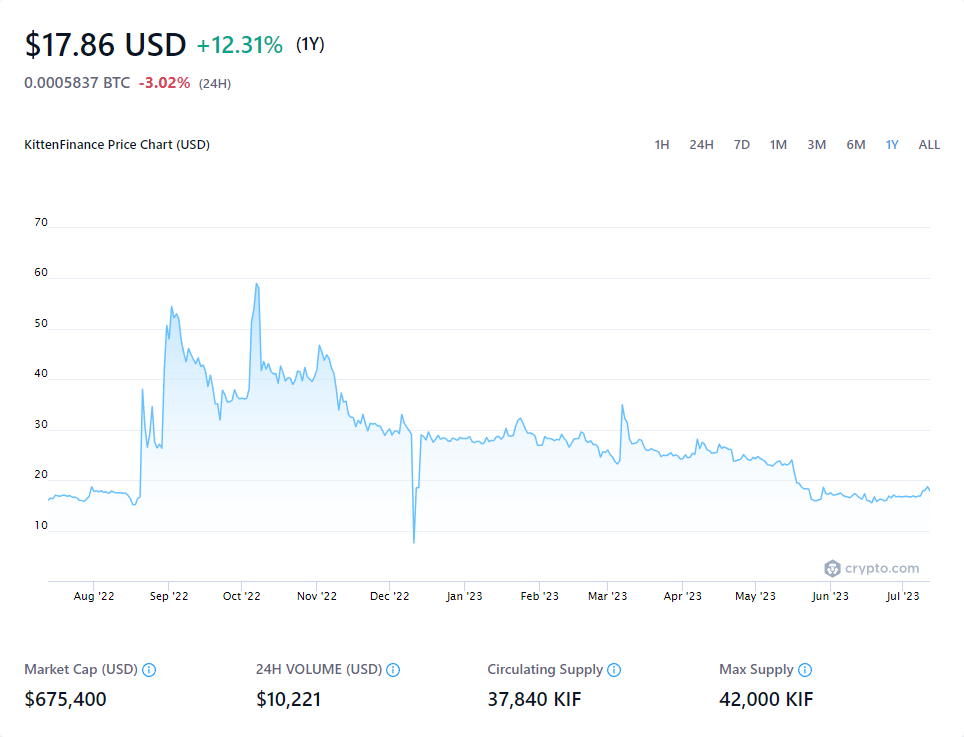 $17.86 USD +12.31% (1Y)
0.0005837 BTC -3.02% (24H)
KittenFinance Price Chart (USD) 1H 24H 7D 1M 3M 6M 1Y ALL
70
60
50
40
30
20
10
crypto.com
Aug '22 Sep '22 Oct '22 Nov '22 Dec '22 Jan '23 Feb '23 Mar '23 Apr '23 May '23 Jun '23 Jul '23
Market Cap (USD) 24H VOLUME (USD) Circulating Supply Max Supply
$675,400 $10,221 37,840 KIF 42,000 KIF